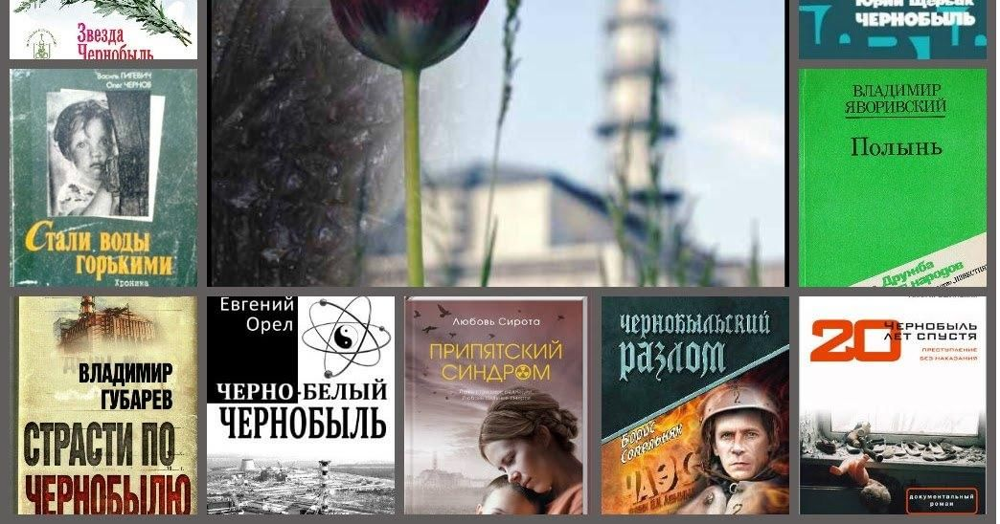 Звезда
Чернобыль
Юрий Щербак
ЧЕРНОБЫЛЬ
Василь ГИГЕВИЧ
Олег ЧЕРНОВ
Стали воды
горькими
Хроника
ВЛАДИМИР
ЯВОРИВСКИЙ
Полынь
Дружба
народов
ВЛАДИМИР
ГУБАРЕВ
СТРАСТИ ПО
ЧЕРНОБЫЛЮ
Евгений
Орел
ЧЕРНО-БЕЛЫЙ
ЧЕРНОБЫЛЬ
Любовь Сирота
ПРИПЯТСКИЙ
СИНДРОМ
чернобыльский
разлом
Борис
Сопельняк
ЧАЭС
20 ЧЕРНОБЫЛЬ
ЛЕТ СПУСТЯ
ПРЕСТУПЛЕНИЕ
БЕЗ НАКАЗАНИЯ
документальный
роман